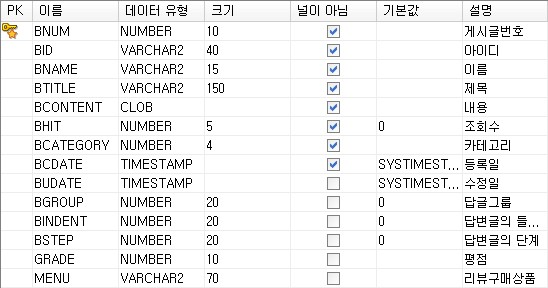 PK 이름 데이터 유형 크기 널이 아님 기본값 설명
BNUM NUMBER 10 게시글번호
BID VARCHAR2 40 아이디
BNAME VARCHAR2 15 이름
BTITLE VARCHAR2 150 제목
BCONTENT CLOB 내용
BHIT NUMBER 5 0 조회수
BCATEGORY NUMBER 4 카테고리
BCDATE TIMESTAMP SYSTIMEST... 등록일
BUDATE TIMESTAMP SYSTIMEST... 수정일
BGROUP NUMBER 20 0 답글그룹
BINDENT NUMBER 20 0 답변글의 들...
BSTEP NUMBER 20 0 답변글의 단계
GRADE NUMBER 10 평점
MENU VARCHAR2 70 리뷰구매상품